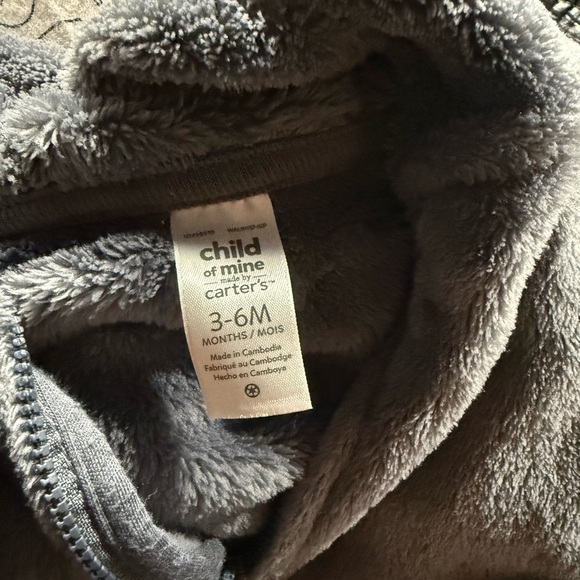 child
of mine
made by
carter's™
3-6M
MONTHS / MOIS
Made in Cambodia
Fabriqué au Cambodge
Hecho en Camboya